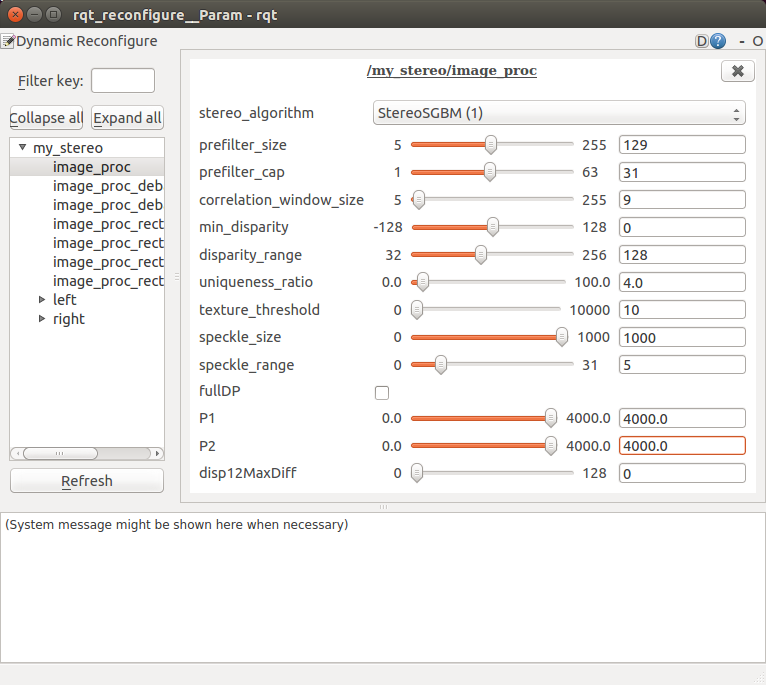 rqt_reconfigure__Param - rqt
Dynamic Reconfigure
D ? - O
Filter key:
Collapse all Expand all
my_stereo
image_proc
image_proc_deb
image_proc_deb
image_proc_rect
image_proc_rect
image_proc_rect
image_proc_rect
left
right
Refresh
/my_stereo/image_proc
stereo_algorithm StereoSGBM (1)
prefilter_size 5 255 129
prefilter_cap 1 63 31
correlation_window_size 5 255 9
min_disparity -128 128 0
disparity_range 32 256 128
uniqueness_ratio 0.0 100.0 4.0
texture_threshold 0 10000 10
speckle_size 0 1000 1000
speckle_range 0 31 5
fullDP
P1 0.0 4000.0 4000.0
P2 0.0 4000.0 4000.0
disp12MaxDiff 0 128 0
(System message might be shown here when necessary)